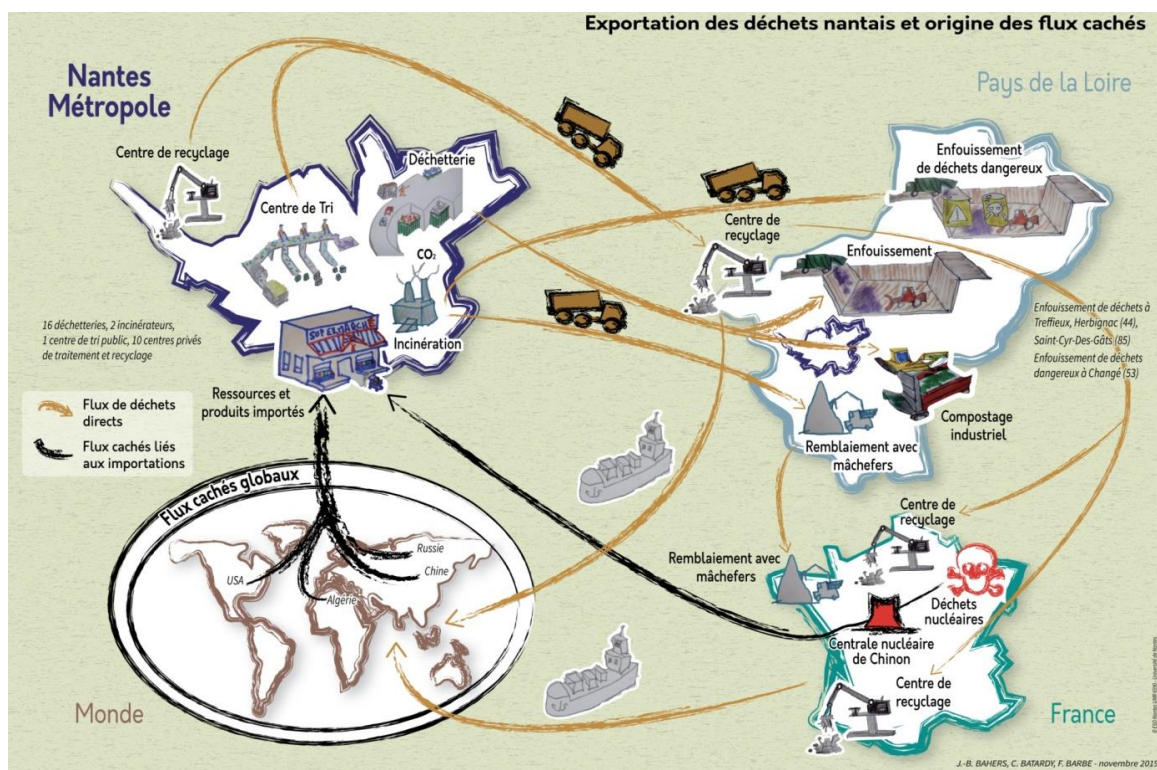 Exportation des déchets nantais et origine des flux cachés
Nantes
Métropole
Centre de recyclage
Centre de Tri
Déchetterie
CO₂
Incinération
SUPERMARCHÉ
16 déchetteries, 2 incinérateurs,
1 centre de tri public, 10 centres privés
de traitement et recyclage
Ressources et
produits importés
Flux de déchets
directs
Flux cachés liés
aux importations
Pays de la Loire
Enfouissement
de déchets dangereux
Centre de
recyclage
Enfouissement
Enfouissement de déchets à
Treffieux, Herbignac (44),
Saint-Cyr-Des-Gâts (85)
Enfouissement de déchets
dangereux à Changé (53)
Compostage
industriel
Remblaiement avec
mâchefers
Flux cachés globaux
USA
Algérie
Russie
Chine
Monde
Centre de
recyclage
Remblaiement avec
mâchefers
Déchets
nucléaires
Centrale nucléaire
de Chinon
Centre de
recyclage
France
J.-B. BAHERS, C. BATARDY, F. BARBE - novembre 2019